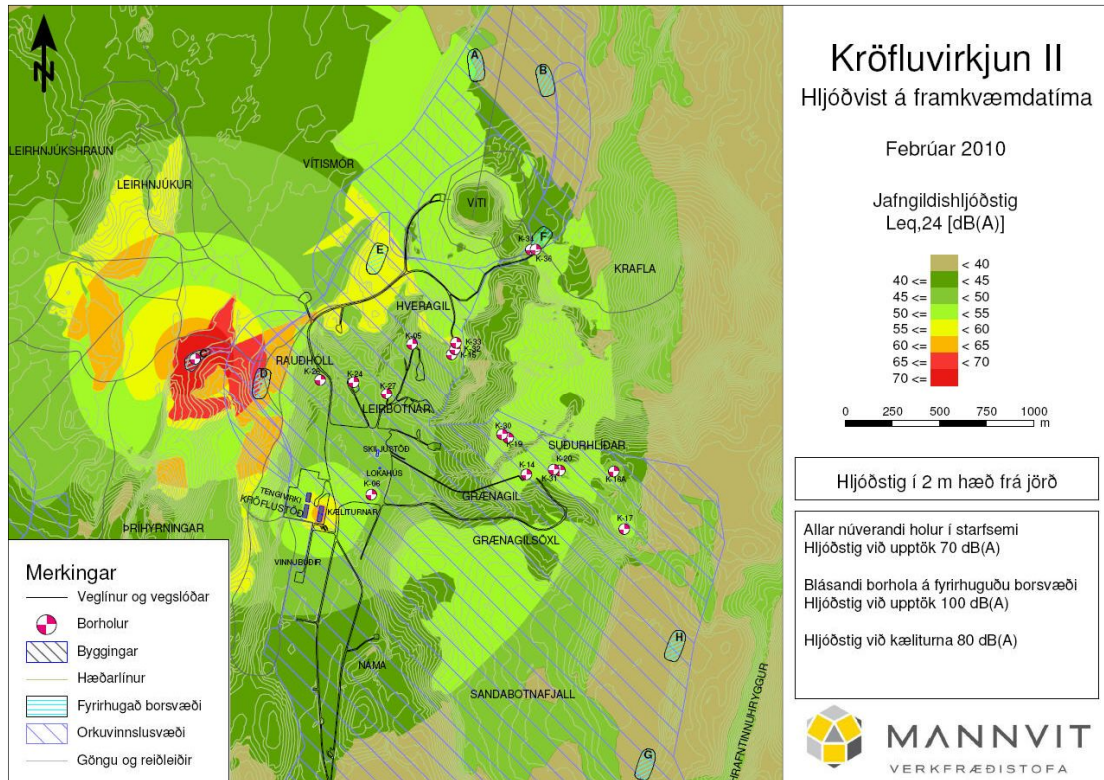 Kröfluvirkjun II
Hljóðvist á framkvæmdatíma
Febrúar 2010
Jafngildishljóðstig
Leq,24 [dB(A)]
< 40
40 <= < 45
45 <= < 50
50 <= < 55
55 <= < 60
60 <= < 65
65 <= < 70
70 <=
0 250 500 750 1000
m
Hljóðstig í 2 m hæð frá jörð
Allar núverandi holur í starfsemi
Hljóðstig við upptök 70 dB(A)
Blásandi borhola á fyrirhuguðu borsvæði
Hljóðstig við upptök 100 dB(A)
Hljóðstig við kæliturna 80 dB(A)
MANNVIT
VERKFRÆÐISTOFA
N
A
B
LEIRHNJÚKSHRAUN
VÍTISMÓR
LEIRHNJÚKUR
VÍTI
E
F
K-34
K-36
KRAFLA
HVERAGIL
K-05
K-33
K-32
K-15
C
D
RAUÐHÓLL
K-26
K-24
K-27
LEIRBOTNAR
K-30
K-19
SUÐURHLÍÐAR
SKILJUSTÖÐ
LOKAHÚS
K-14
K-20
K-31
K-16A
K-06
TENGIVIRKI
KRÖFLUSTÖÐ
KÆLITURNAR
GRÆNAGIL
K-17
ÞRÍHYRNINGAR
GRÆNAGILSÖXL
VINNUBÚÐIR
H
NÁMA
SANDABOTNAFJALL
HRAFNTINNUHRYGGUR
G
Merkingar
Veglínur og vegslóðar
Borholur
Byggingar
Hæðarlínur
Fyrirhugað borsvæði
Orkuvinnslusvæði
Göngu og reiðleiðir